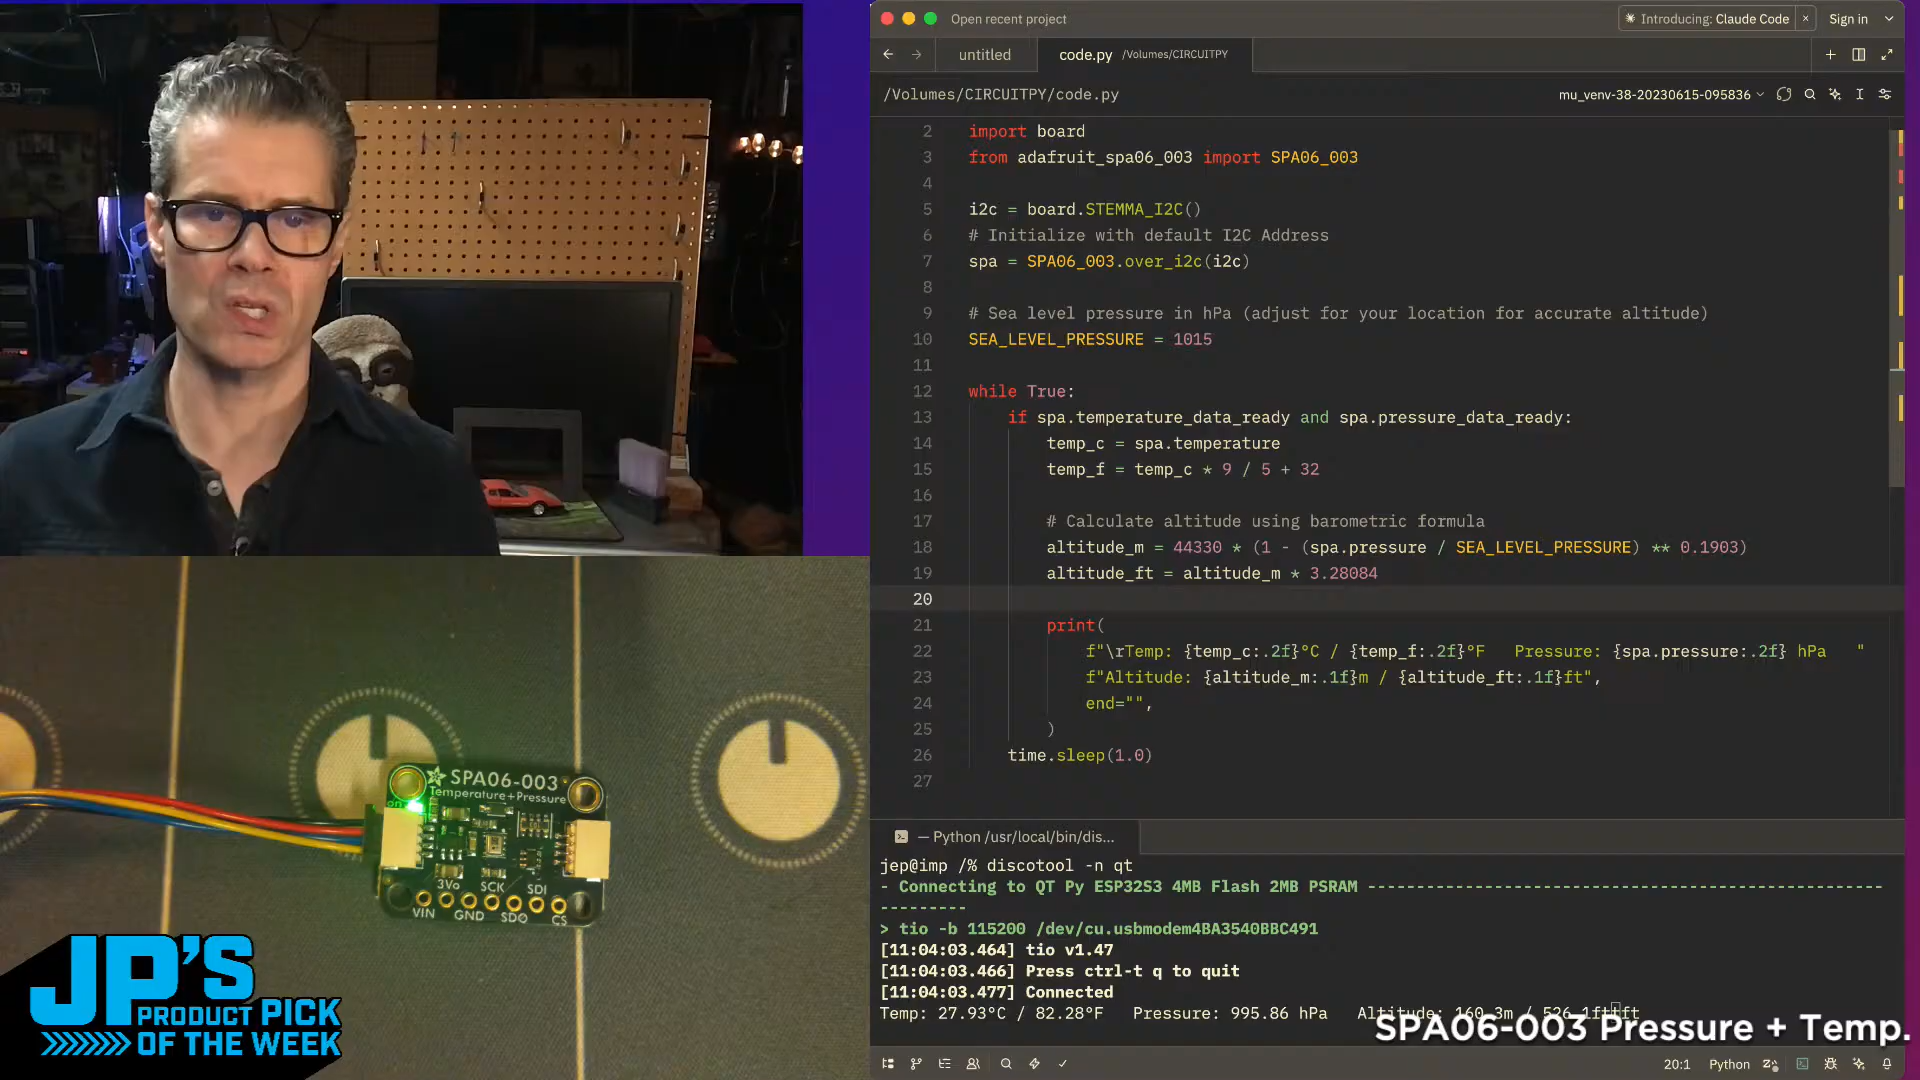 Open recent project
Introducing: Claude Code
Sign in
untitled
code.py /Volumes/CIRCUITPY
/Volumes/CIRCUITPY/code.py
mu_venv-38-20230615-095836
2 import board
3 from adafruit_spa06_003 import SPA06_003
4
5 i2c = board.STEMMA_I2C()
6 # Initialize with default I2C Address
7 spa = SPA06_003.over_i2c(i2c)
8
9 # Sea level pressure in hPa (adjust for your location for accurate altitude)
10 SEA_LEVEL_PRESSURE = 1015
11
12 while True:
13 if spa.temperature_data_ready and spa.pressure_data_ready:
14 temp_c = spa.temperature
15 temp_f = temp_c * 9 / 5 + 32
16
17 # Calculate altitude using barometric formula
18 altitude_m = 44330 * (1 - (spa.pressure / SEA_LEVEL_PRESSURE) ** 0.1903)
19 altitude_ft = altitude_m * 3.28084
20
21 print(
22 f"\rTemp: {temp_c:.2f}°C / {temp_f:.2f}°F   Pressure: {spa.pressure:.2f} hPa   "
23 f"Altitude: {altitude_m:.1f}m / {altitude_ft:.1f}ft",
24 end="",
25 )
26 time.sleep(1.0)
27
— Python /usr/local/bin/dis...
jep@imp /% discotool -n qt
- Connecting to QT Py ESP32S3 4MB Flash 2MB PSRAM --------------------------------------------------------------
> tio -b 115200 /dev/cu.usbmodem4BA3540BBC491
[11:04:03.464] tio v1.47
[11:04:03.466] Press ctrl-t q to quit
[11:04:03.477] Connected
Temp: 27.93°C / 82.28°F   Pressure: 995.86 hPa   Altitude: 160.3m / 526.1ftftft
SPA06-003 Pressure + Temp.
20:1 Python
SPA06-003
Temperature+Pressure
on
3Vo SCK SDI
VIN GND SDO CS
JP'S
PRODUCT PICK
OF THE WEEK